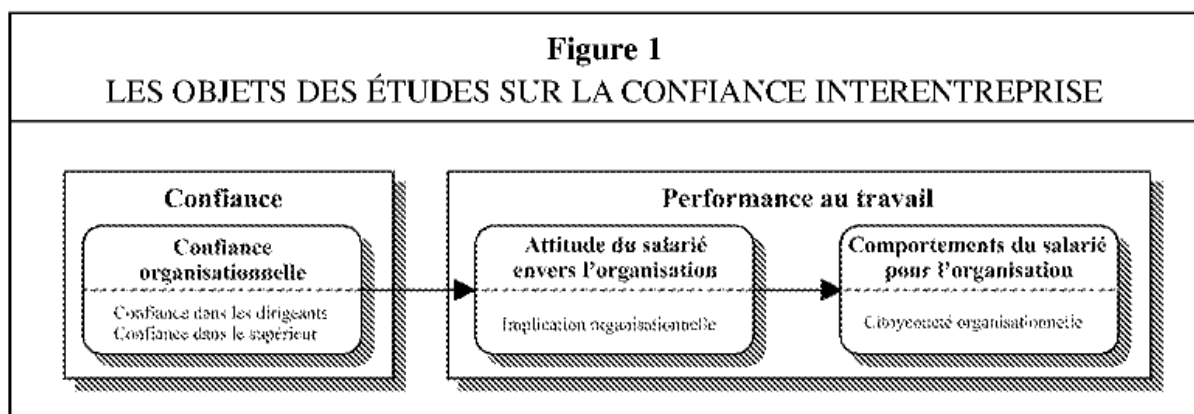 Figure 1
LES OBJETS DES ÉTUDES SUR LA CONFIANCE INTERENTREPRISE
Confiance
Confiance
organisationnelle
Confiance dans les dirigeants
Confiance dans le supérieur
Performance au travail
Attitude du salarié
envers l'organisation
Implication organisationnelle
Comportements du salarié
pour l'organisation
Citoyenneté organisationnelle